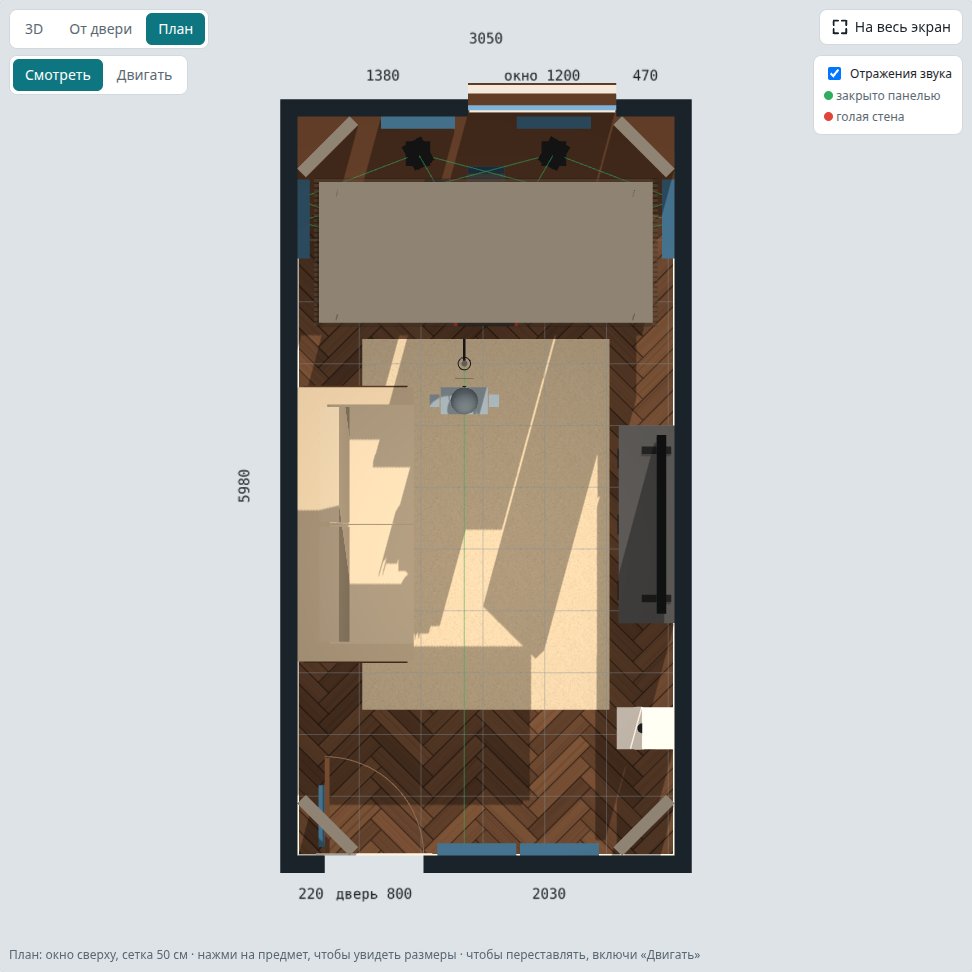 3D От двери План
Смотреть Двигать
На весь экран
Отражения звука
закрыто панелью
голая стена
3050
1380 окно 1200 470
5980
220 дверь 800 2030
План: окно сверху, сетка 50 см · нажми на предмет, чтобы увидеть размеры · чтобы переставлять, включи «Двигать»